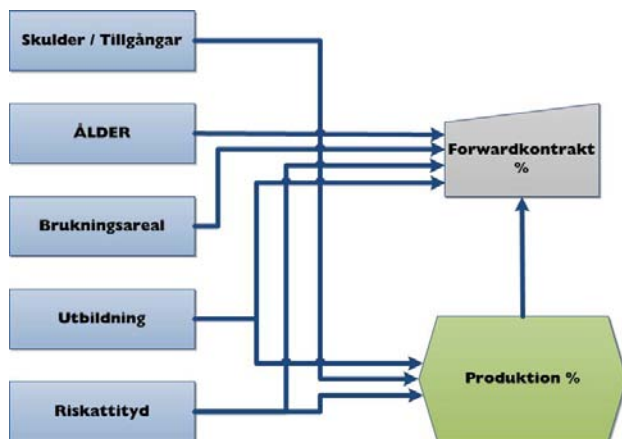 Skulder / Tillgångar
ÅLDER
Forwardkontrakt
%
Brukningsareal
Utbildning
Produktion %
Riskattityd